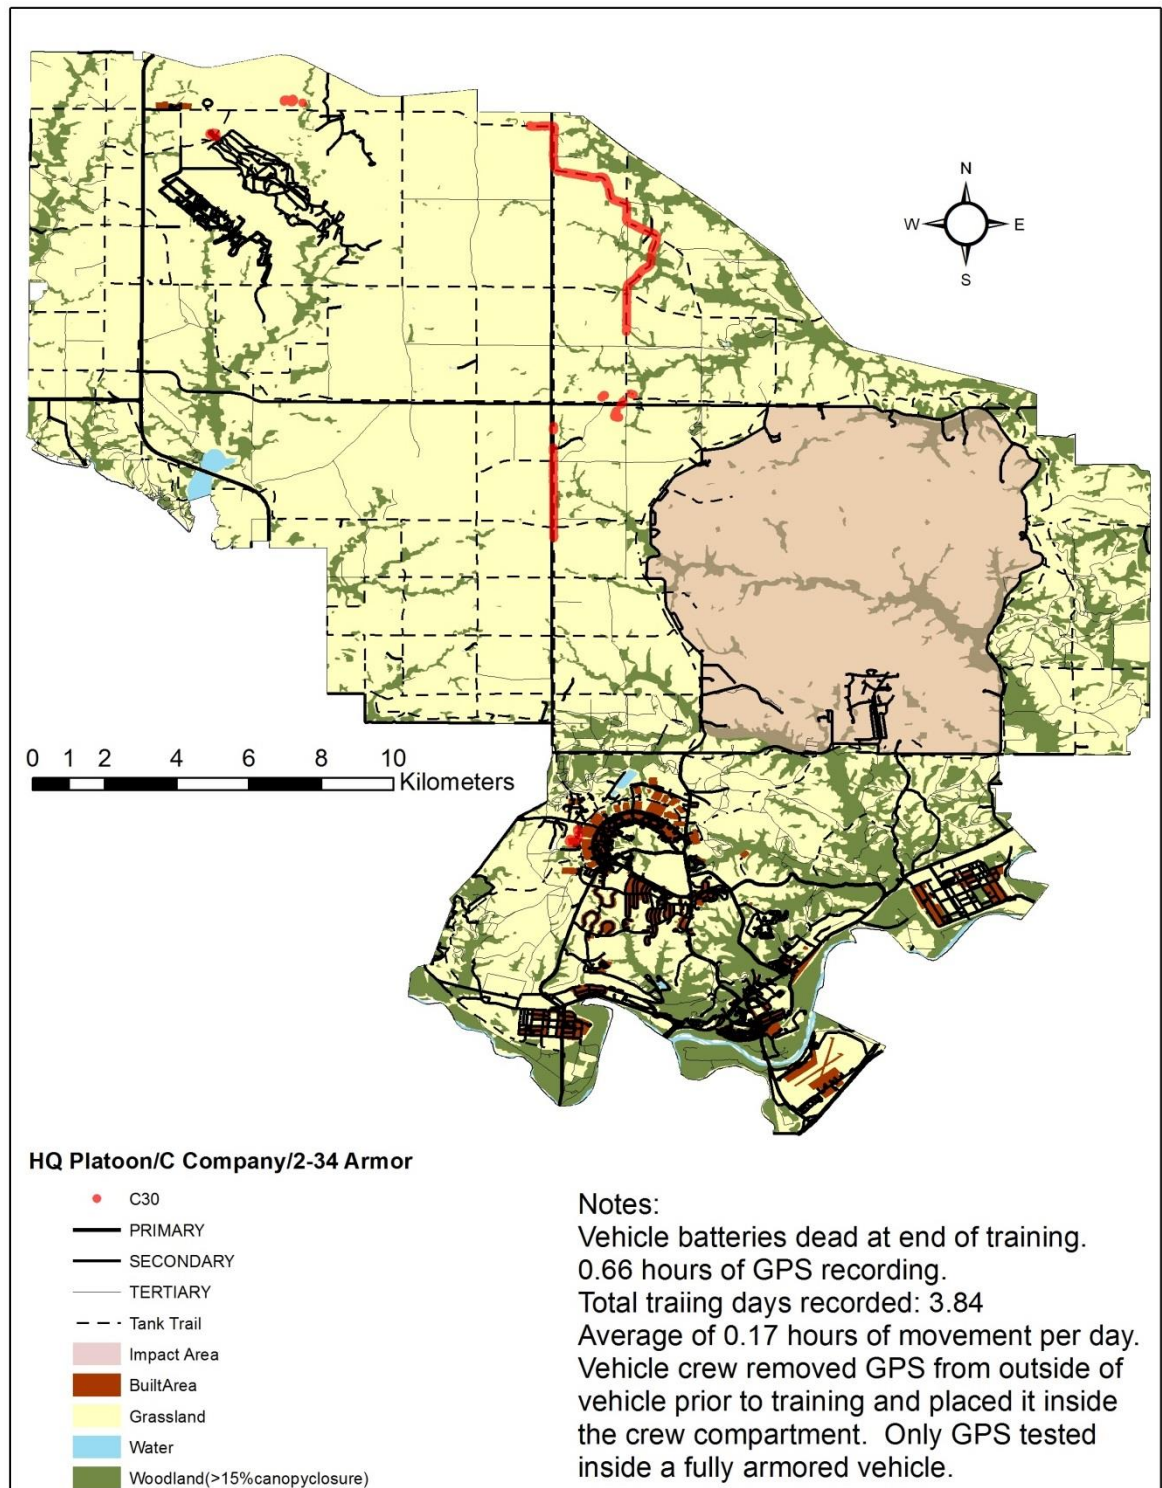 N
W E
S
0 1 2 4 6 8 10
Kilometers
HQ Platoon/C Company/2-34 Armor
C30
PRIMARY
SECONDARY
TERTIARY
Tank Trail
Impact Area
BuiltArea
Grassland
Water
Woodland(>15%canopyclosure)
Notes:
Vehicle batteries dead at end of training.
0.66 hours of GPS recording.
Total traiing days recorded: 3.84
Average of 0.17 hours of movement per day.
Vehicle crew removed GPS from outside of
vehicle prior to training and placed it inside
the crew compartment.  Only GPS tested
inside a fully armored vehicle.